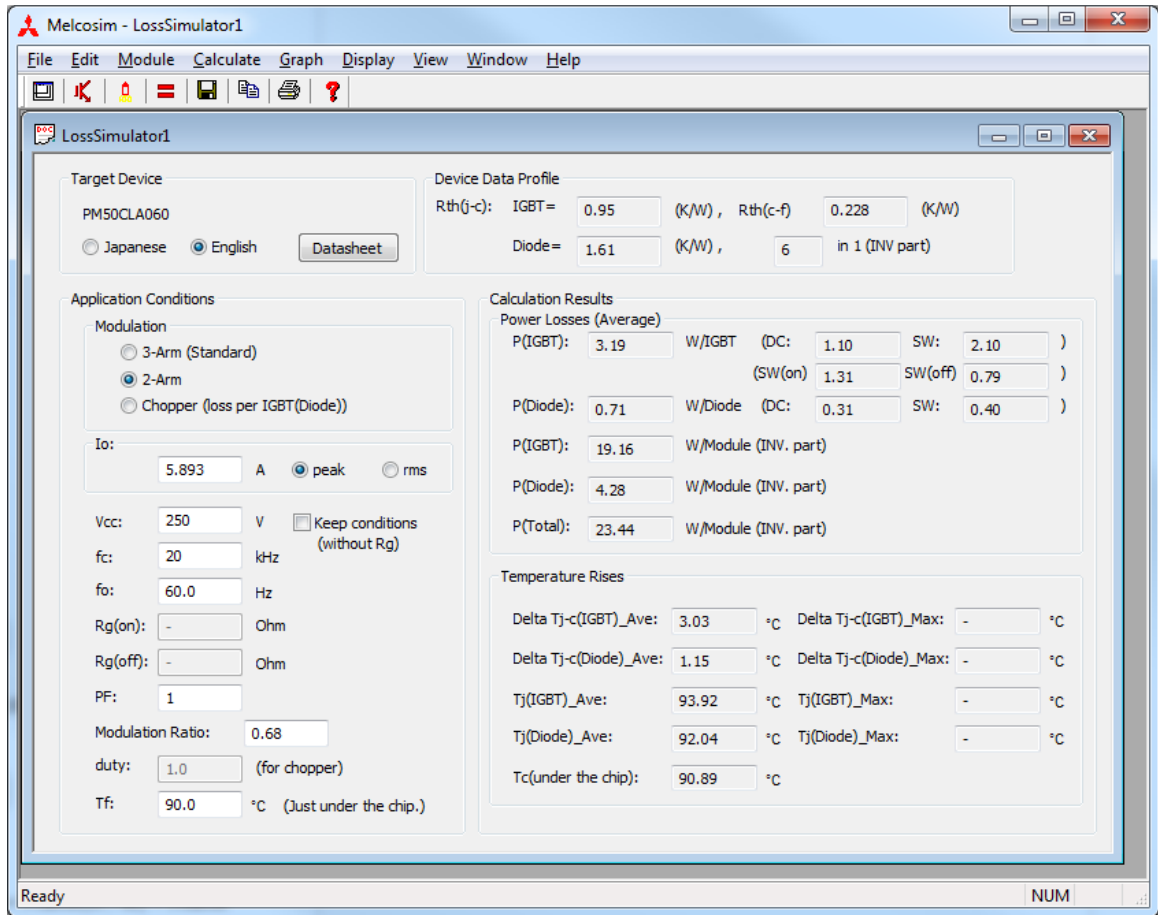 Melcosim - LossSimulator1
File Edit Module Calculate Graph Display View Window Help
DOC LossSimulator1
Target Device
PM50CLA060
Japanese English Datasheet
Device Data Profile
Rth(j-c): IGBT= 0.95 (K/W) , Rth(c-f) 0.228 (K/W)
Diode= 1.61 (K/W) , 6 in 1 (INV part)
Application Conditions
Modulation
3-Arm (Standard)
2-Arm
Chopper (loss per IGBT(Diode))
Io:
5.893 A peak rms
Vcc: 250 V Keep conditions
(without Rg)
fc: 20 kHz
fo: 60.0 Hz
Rg(on): - Ohm
Rg(off): - Ohm
PF: 1
Modulation Ratio: 0.68
duty: 1.0 (for chopper)
Tf: 90.0 °C (Just under the chip.)
Calculation Results
Power Losses (Average)
P(IGBT): 3.19 W/IGBT (DC: 1.10 SW: 2.10 )
(SW(on) 1.31 SW(off) 0.79 )
P(Diode): 0.71 W/Diode (DC: 0.31 SW: 0.40 )
P(IGBT): 19.16 W/Module (INV. part)
P(Diode): 4.28 W/Module (INV. part)
P(Total): 23.44 W/Module (INV. part)
Temperature Rises
Delta Tj-c(IGBT)_Ave: 3.03 °C Delta Tj-c(IGBT)_Max: - °C
Delta Tj-c(Diode)_Ave: 1.15 °C Delta Tj-c(Diode)_Max: - °C
Tj(IGBT)_Ave: 93.92 °C Tj(IGBT)_Max: - °C
Tj(Diode)_Ave: 92.04 °C Tj(Diode)_Max: - °C
Tc(under the chip): 90.89 °C
Ready NUM